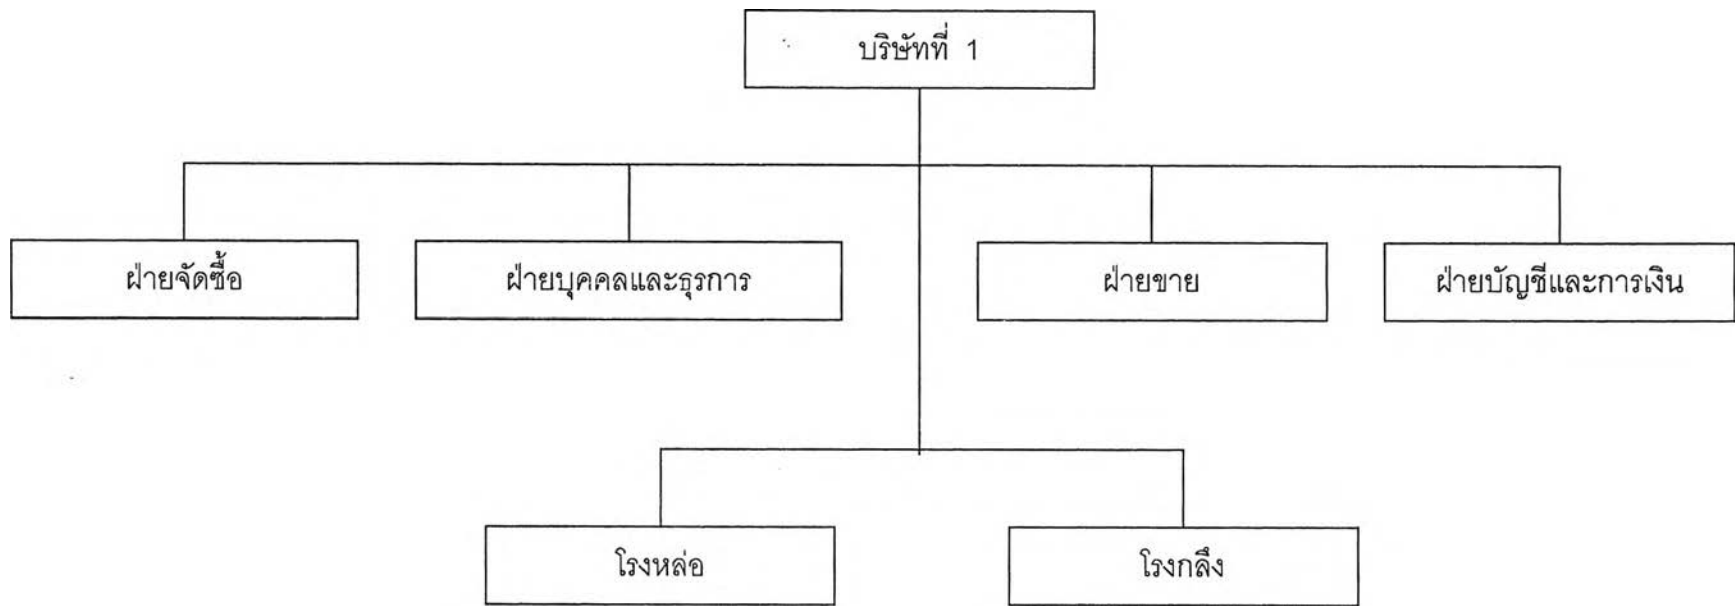 บริษัทที่ 1
ฝ่ายจัดซื้อ
ฝ่ายบุคคลและธุรการ
ฝ่ายขาย
ฝ่ายบัญชีและการเงิน
โรงหล่อ
โรงกลึง